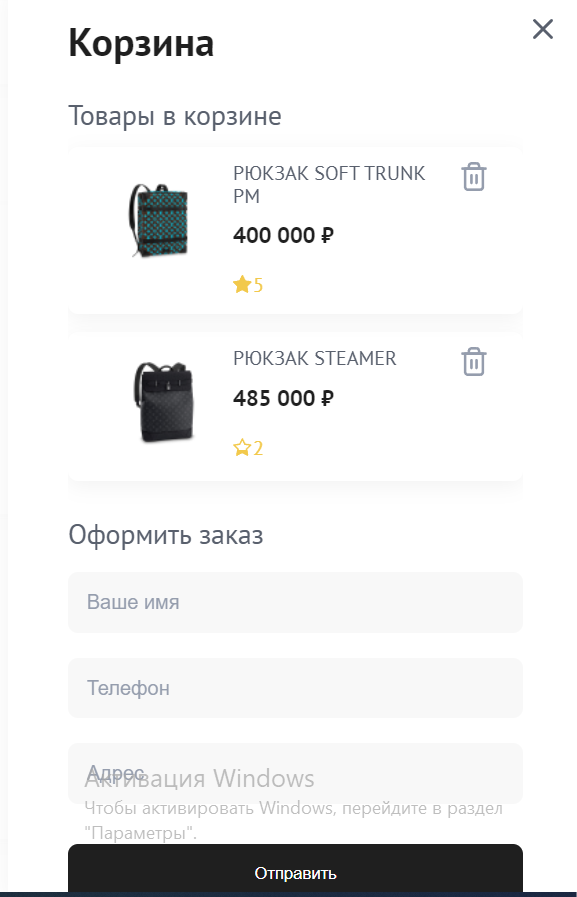 Корзина
Товары в корзине
РЮКЗАК SOFT TRUNK
PM
400 000 ₽
5
РЮКЗАК STEAMER
485 000 ₽
2
Оформить заказ
Ваше имя
Телефон
Адрес
Активация Windows
Чтобы активировать Windows, перейдите в раздел
"Параметры".
Отправить